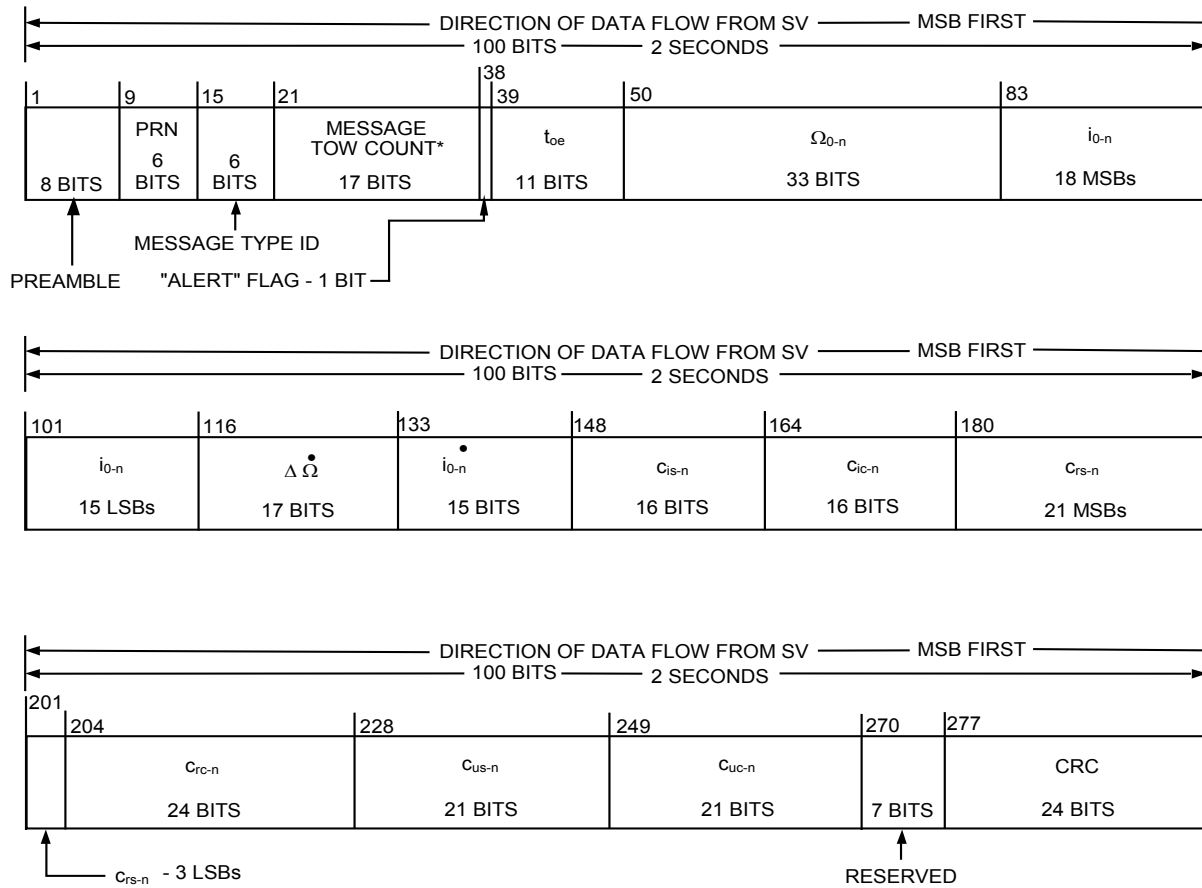 DIRECTION OF DATA FLOW FROM SV MSB FIRST
100 BITS 2 SECONDS
1 9 15 21 38 39 50 83
PRN MESSAGE TOW COUNT* t_oe Ω_0-n i_0-n
8 BITS 6 BITS 6 BITS 17 BITS 11 BITS 33 BITS 18 MSBs
MESSAGE TYPE ID
PREAMBLE "ALERT" FLAG - 1 BIT
DIRECTION OF DATA FLOW FROM SV MSB FIRST
100 BITS 2 SECONDS
101 116 133 148 164 180
i_0-n Δ Ω̇ i̇_0-n c_is-n c_ic-n c_rs-n
15 LSBs 17 BITS 15 BITS 16 BITS 16 BITS 21 MSBs
DIRECTION OF DATA FLOW FROM SV MSB FIRST
100 BITS 2 SECONDS
201 204 228 249 270 277
c_rc-n c_us-n c_uc-n CRC
24 BITS 21 BITS 21 BITS 7 BITS 24 BITS
c_rs-n - 3 LSBs RESERVED